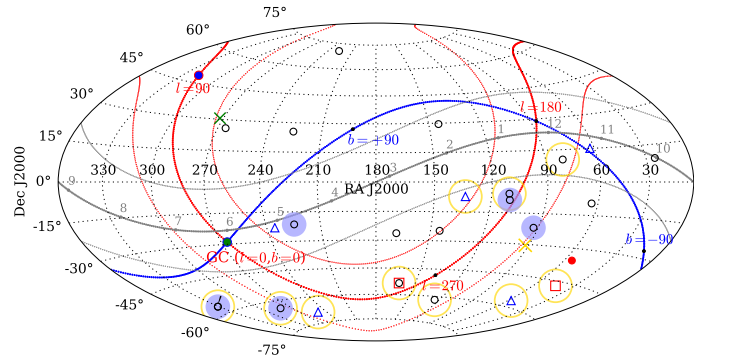 75°
60°
45°
30°
15°
0°
-15°
-30°
-45°
-60°
-75°
Dec J2000
330 300 270 240 210 180 150 120 90 60 30
RA J2000
l=90
l=180
b=+90
b=−90
GC (l=0,b=0)
l=270
1 2 3 4 5 6 7 8 9 10 11 12